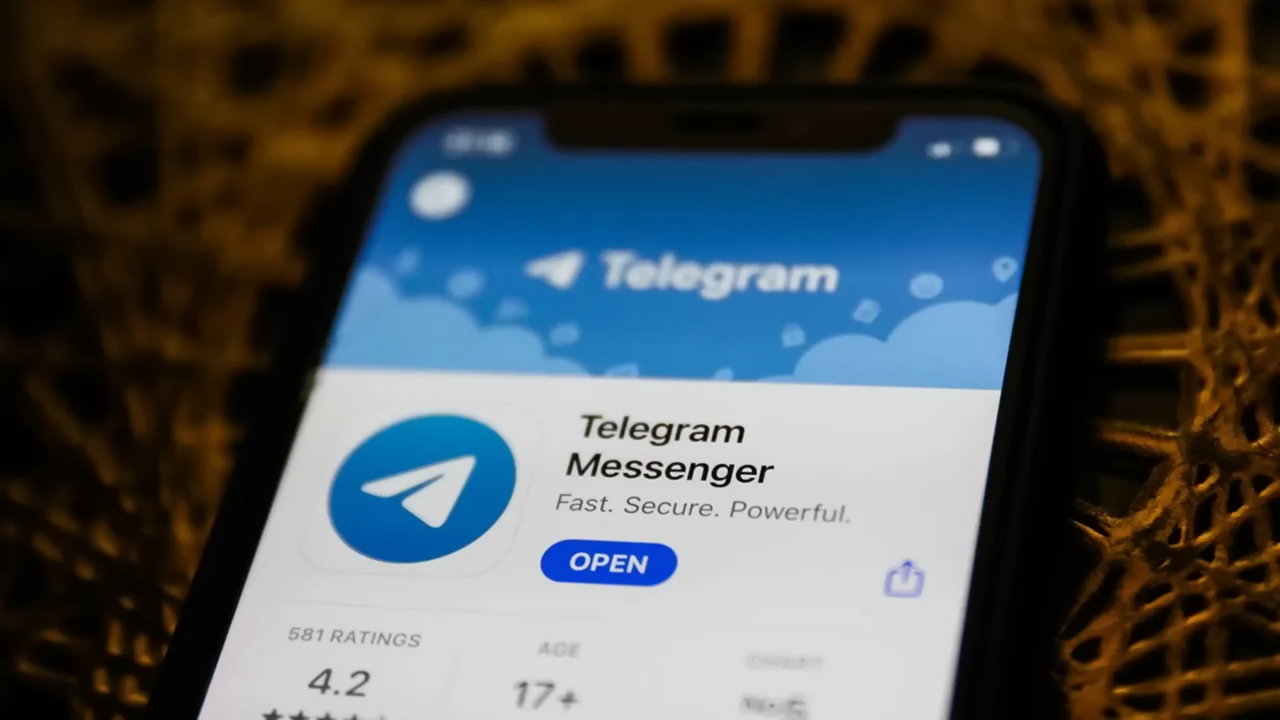 Telegram
Telegram
Messenger
Fast. Secure. Powerful.
OPEN
581 RATINGS
AGE
4.2
17+